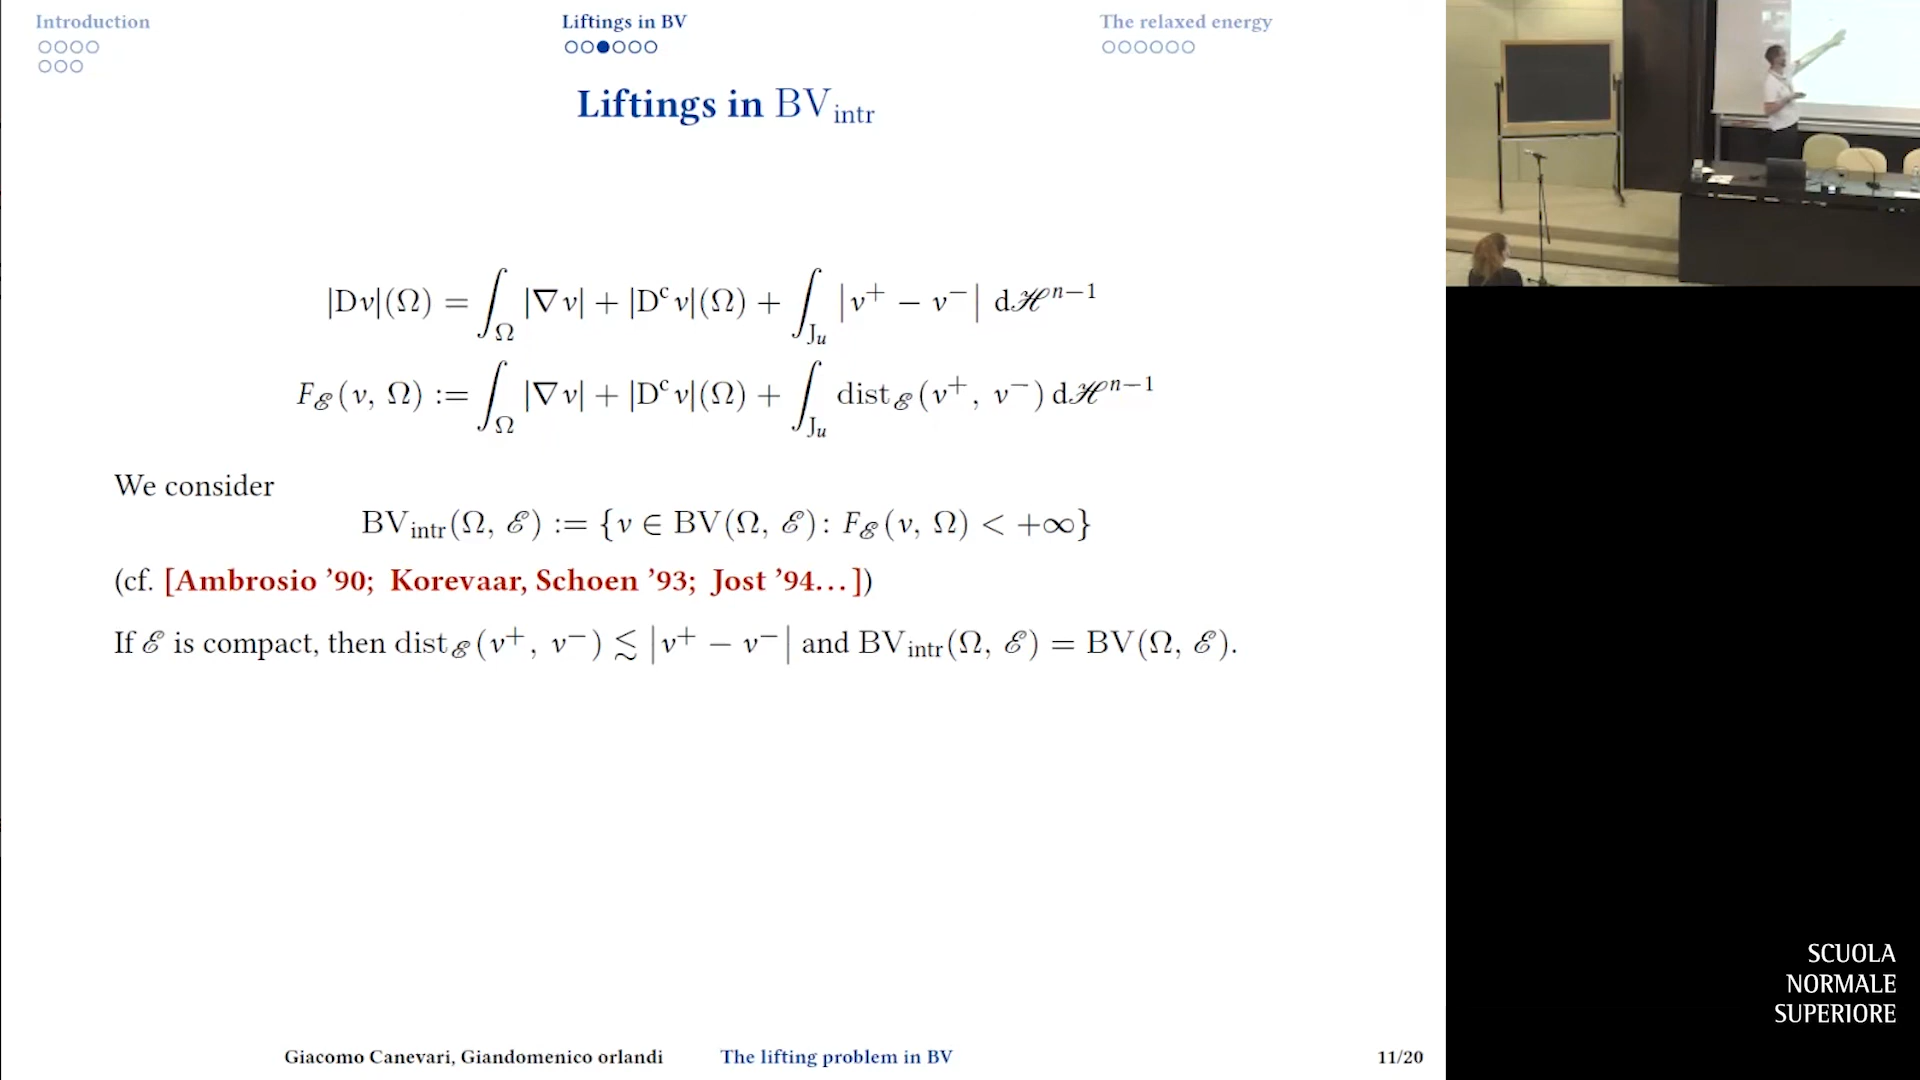 Introduction
Liftings in BV
The relaxed energy
Liftings in BV_intr
|Dv|(Ω) = ∫_Ω |∇v| + |D^c v|(Ω) + ∫_{J_u} |v^+ − v^−| dℋ^{n−1}
F_ℰ(v, Ω) := ∫_Ω |∇v| + |D^c v|(Ω) + ∫_{J_u} dist_ℰ(v^+, v^−) dℋ^{n−1}
We consider
BV_intr(Ω, ℰ) := {v ∈ BV(Ω, ℰ): F_ℰ(v, Ω) < +∞}
(cf. [Ambrosio ’90; Korevaar, Schoen ’93; Jost ’94…])
If ℰ is compact, then dist_ℰ(v^+, v^−) ≲ |v^+ − v^−| and BV_intr(Ω, ℰ) = BV(Ω, ℰ).
Giacomo Canevari, Giandomenico orlandi
The lifting problem in BV
11/20
SCUOLA
NORMALE
SUPERIORE